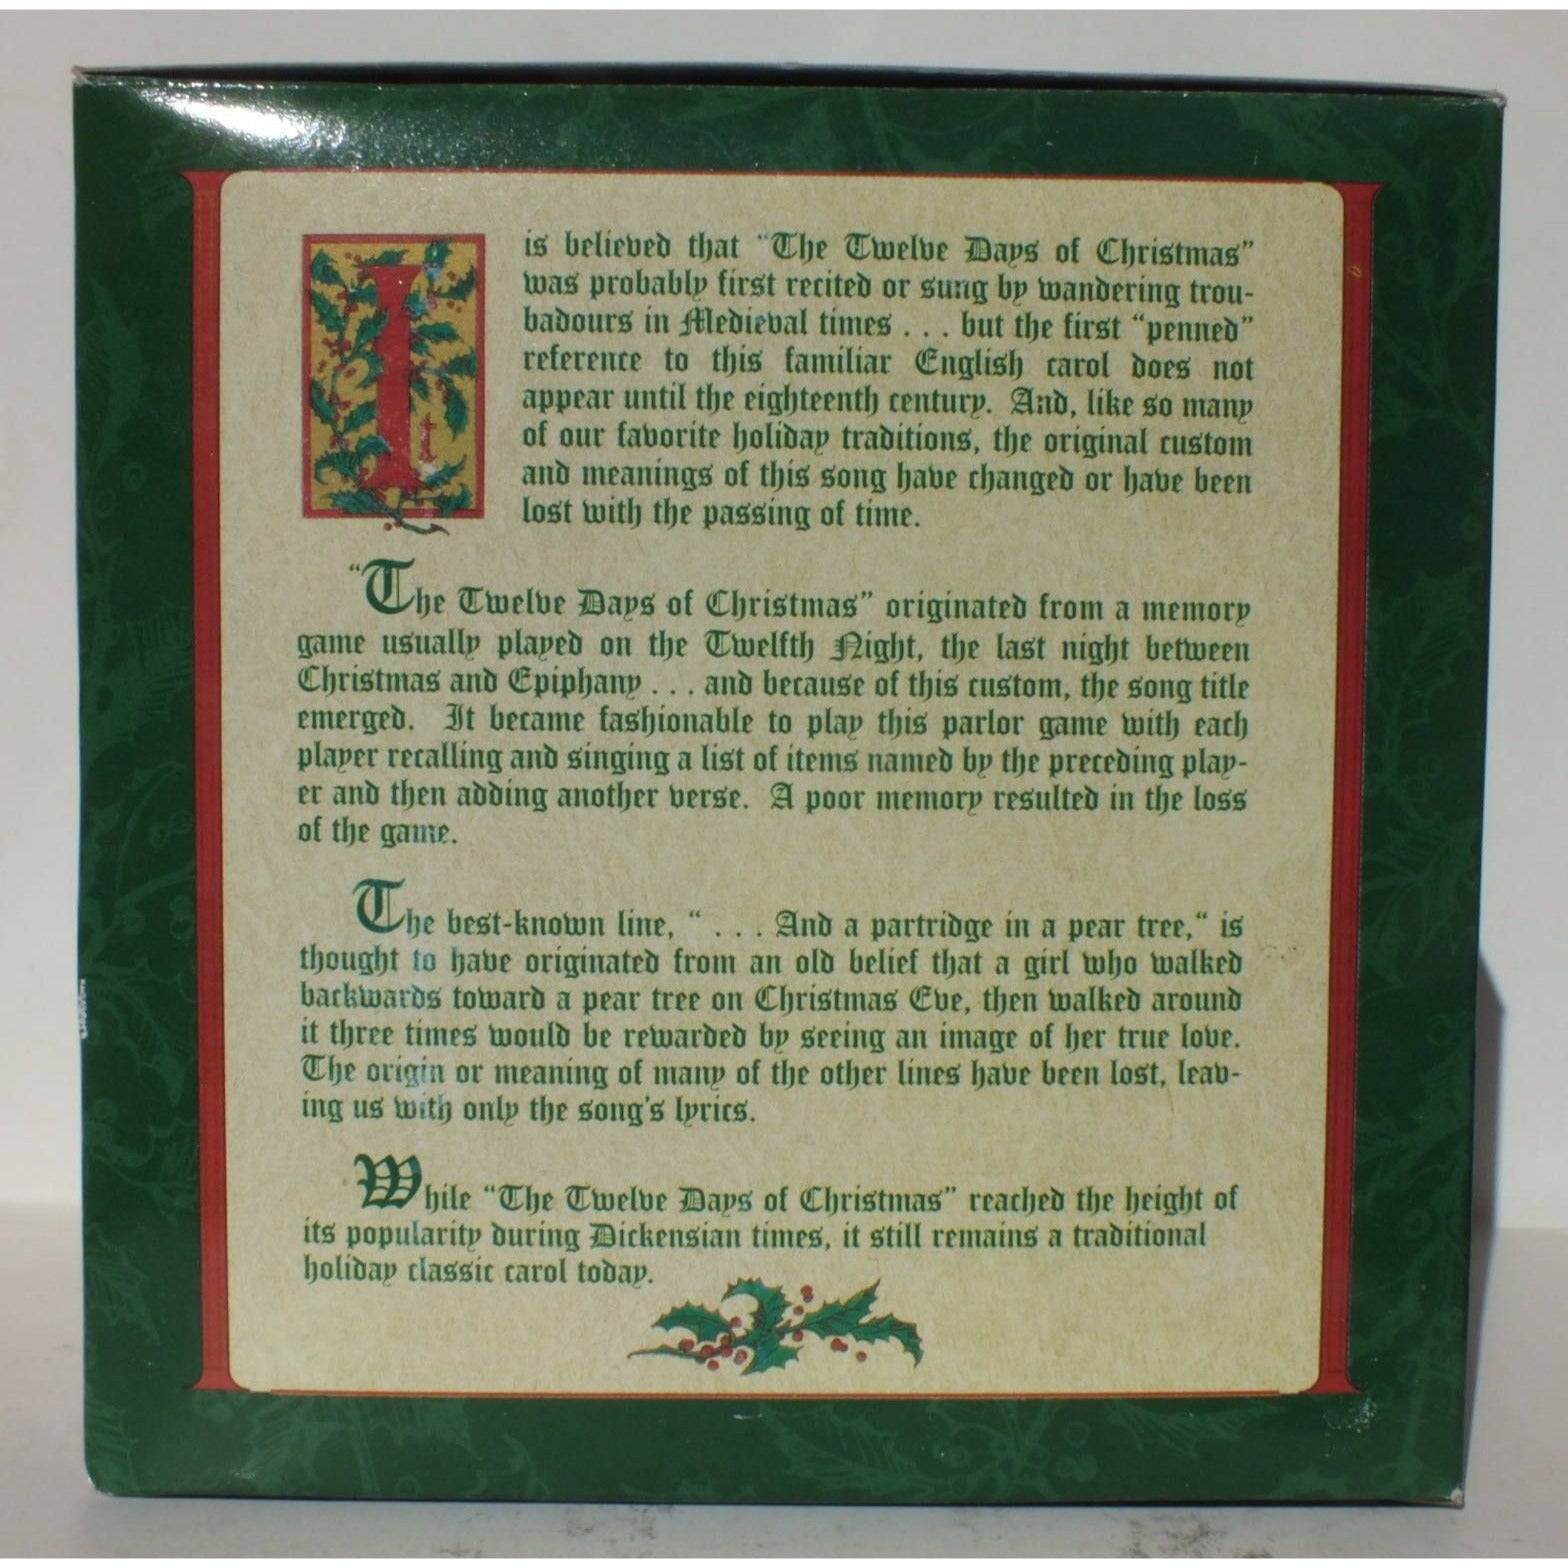 It is believed that "The Twelve Days of Christmas"
was probably first recited or sung by wandering trou-
badours in Medieval times . . . but the first "penned"
reference to this familiar English carol does not
appear until the eighteenth century. And, like so many
of our favorite holiday traditions, the original custom
and meanings of this song have changed or have been
lost with the passing of time.
"The Twelve Days of Christmas" originated from a memory
game usually played on the Twelfth Night, the last night between
Christmas and Epiphany . . . and because of this custom, the song title
emerged. It became fashionable to play this parlor game with each
player recalling and singing a list of items named by the preceding play-
er and then adding another verse. A poor memory resulted in the loss
of the game.
The best-known line, " . . . And a partridge in a pear tree," is
thought to have originated from an old belief that a girl who walked
backwards toward a pear tree on Christmas Eve, then walked around
it three times would be rewarded by seeing an image of her true love.
The origin or meaning of many of the other lines have been lost, leav-
ing us with only the song's lyrics.
While "The Twelve Days of Christmas" reached the height of
its popularity during Dickensian times, it still remains a traditional
holiday classic carol today.